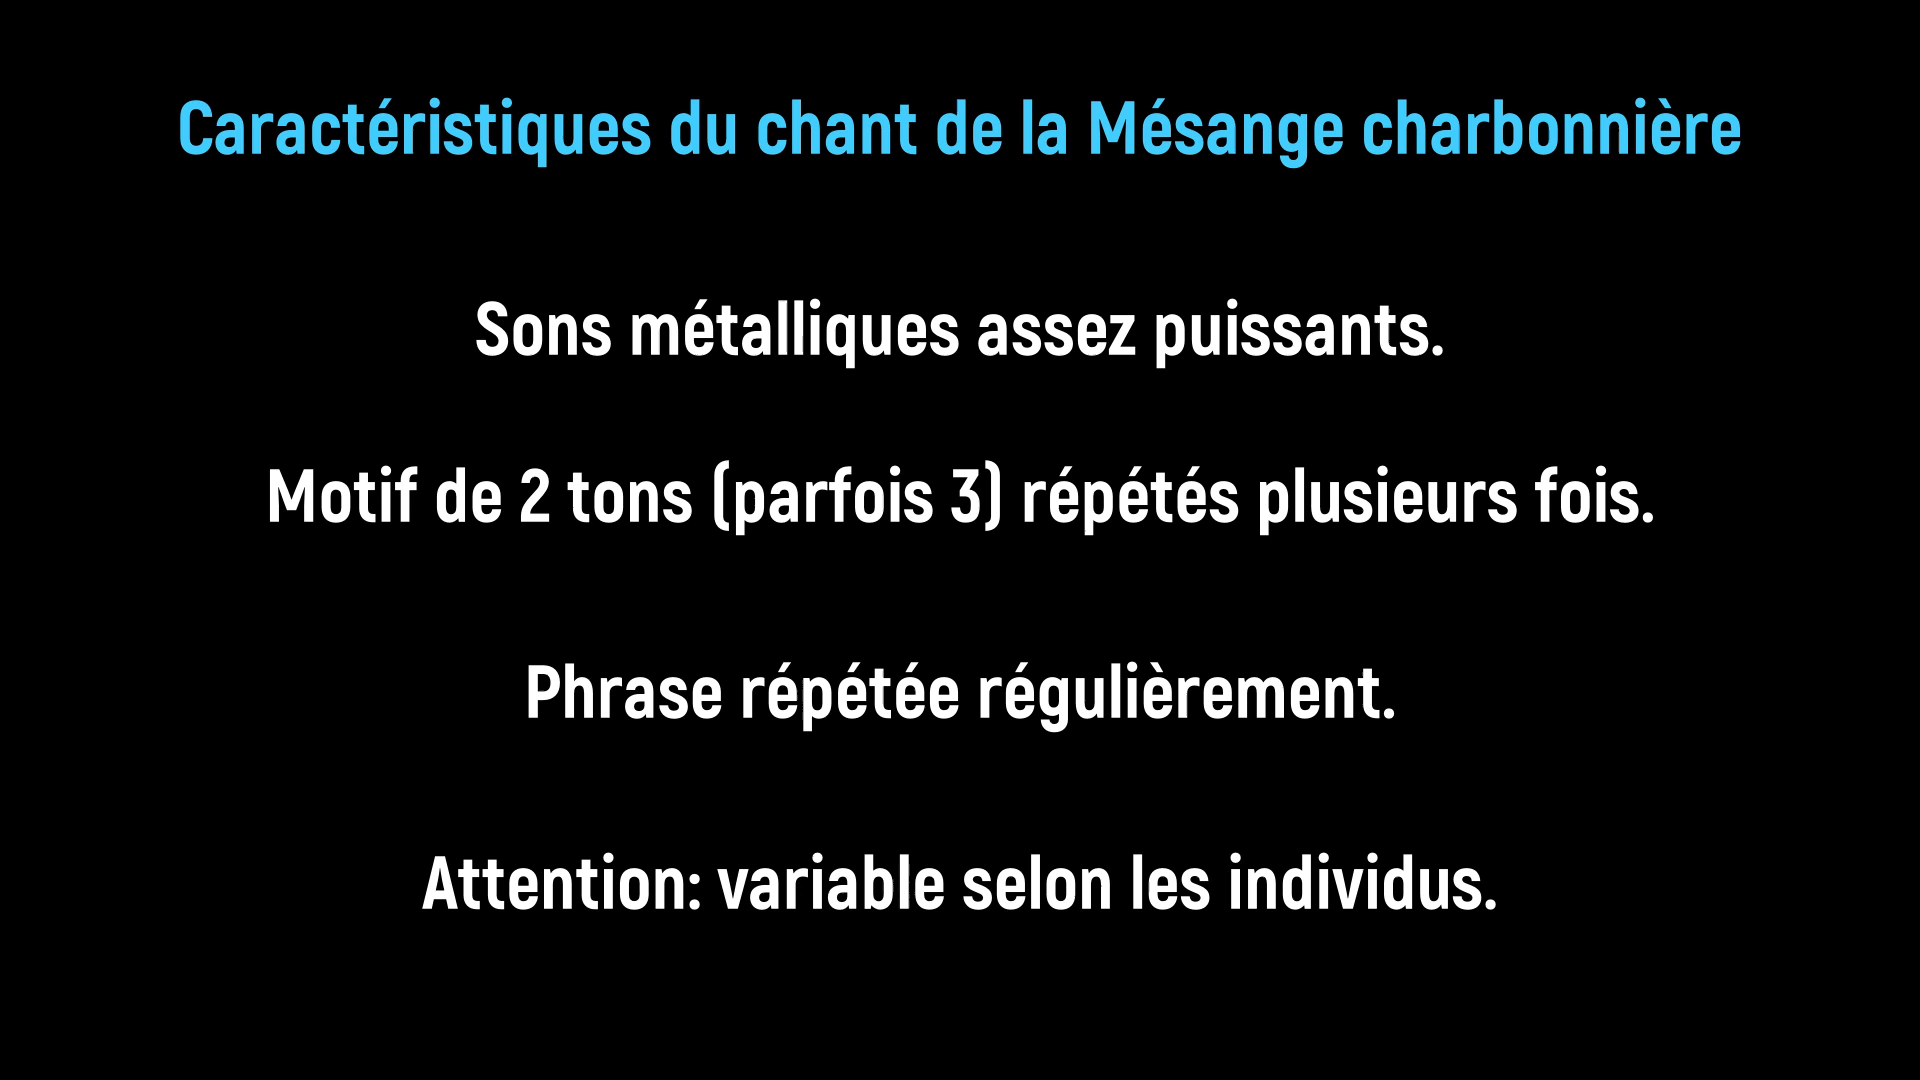 Caractéristiques du chant de la Mésange charbonnière
Sons métalliques assez puissants.
Motif de 2 tons (parfois 3) répétés plusieurs fois.
Phrase répétée régulièrement.
Attention: variable selon les individus.